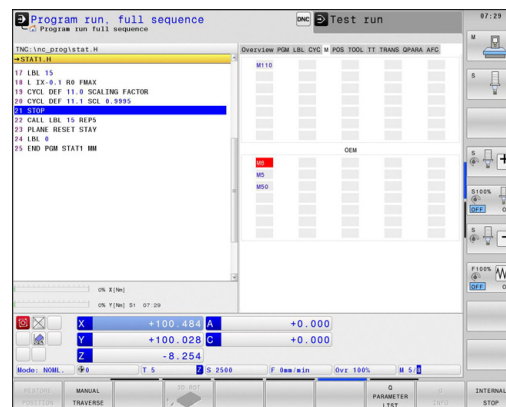 Program run, full sequence
Program run full sequence
DNC
Test run
07:29
TNC:\nc_prog\stat.H
→STAT1.H
17 LBL 15
18 L IX-0.1 R0 FMAX
19 CYCL DEF 11.0 SCALING FACTOR
20 CYCL DEF 11.1 SCL 0.9995
21 STOP
22 CALL LBL 15 REP5
23 PLANE RESET STAY
24 LBL 0
25 END PGM STAT1 MM
Overview PGM LBL CYC M POS TOOL TT TRANS QPARA AFC
M110
OEM
M8
M5
M50
M
S
S
S100%
OFF
S
F100%
OFF
0% X[Nm]
0% Y[Nm] S1 07:29
X +100.484 A +0.000
Y +100.028 C +0.000
Z -8.254
Mode: NOML. 0 T 5 Z S 2500 F 0mm/min Ovr 100% M 5/8
RESTORE POSITION
MANUAL TRAVERSE
3D ROT
Q PARAMETER LIST
Q INFO
INTERNAL STOP